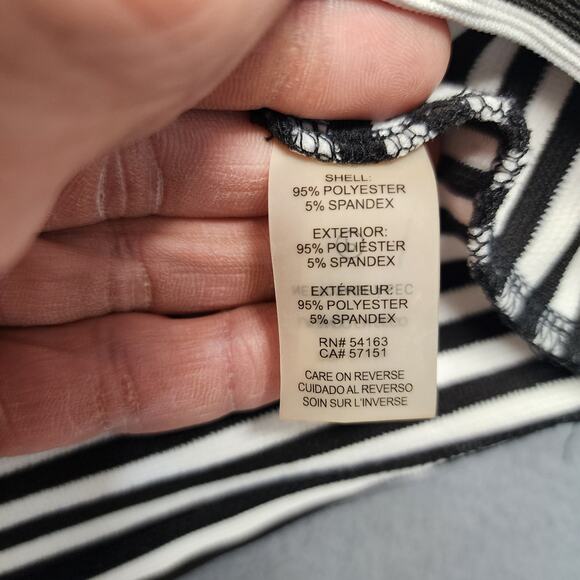 SHELL:
95% POLYESTER
5% SPANDEX
EXTERIOR:
95% POLIÉSTER
5% SPANDEX
EXTÉRIEUR:
95% POLYESTER
5% SPANDEX
RN# 54163
CA# 57151
CARE ON REVERSE
CUIDADO AL REVERSO
SOIN SUR L'INVERSE